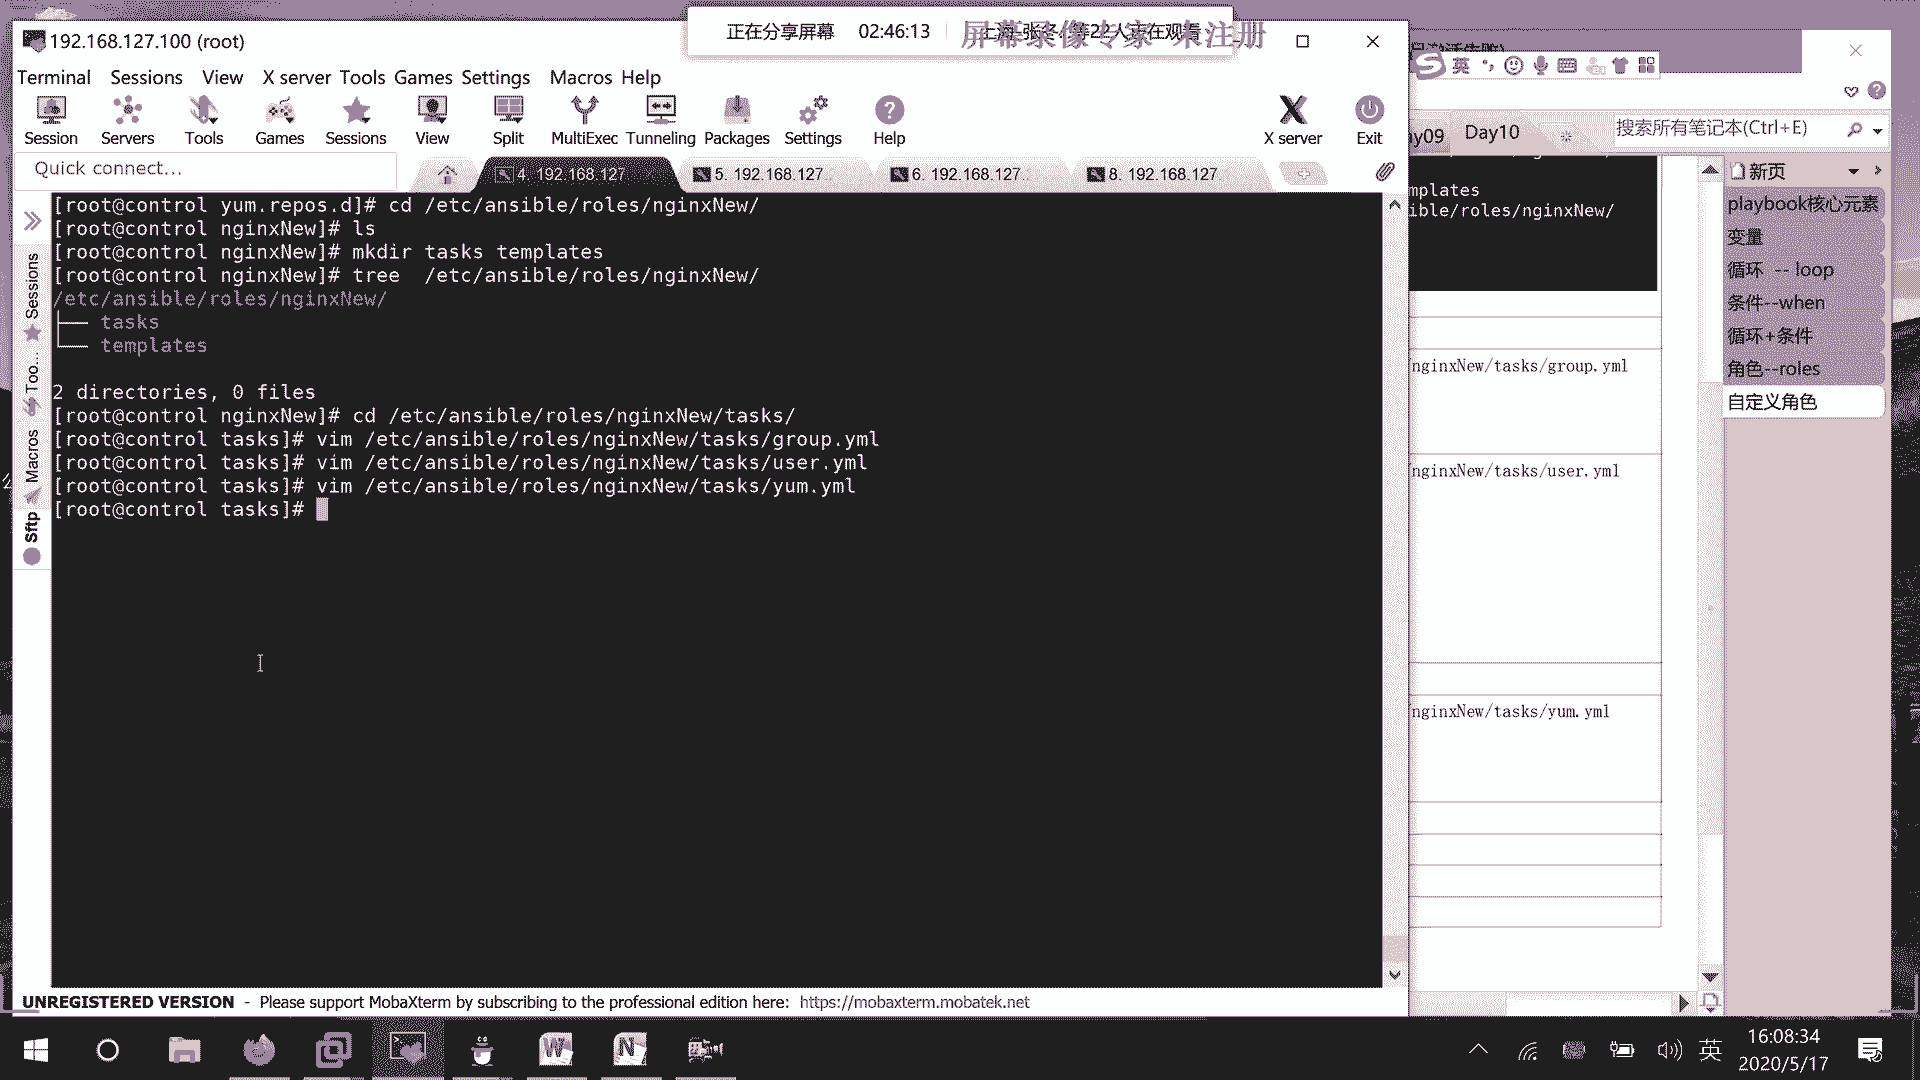 192.168.127.100 (root)
正在分享屏幕 02:46:13
屏幕录像专家 未注册
Terminal Sessions View X server Tools Games Settings Macros Help
Session Servers Tools Games Sessions View Split MultiExec Tunneling Packages Settings Help X server Exit
Quick connect...
4. 192.168.127
5. 192.168.127.
6. 192.168.127.
8. 192.168.127.
[root@control yum.repos.d]# cd /etc/ansible/roles/nginxNew/
[root@control nginxNew]# ls
[root@control nginxNew]# mkdir tasks templates
[root@control nginxNew]# tree  /etc/ansible/roles/nginxNew/
/etc/ansible/roles/nginxNew/
├── tasks
└── templates
2 directories, 0 files
[root@control nginxNew]# cd /etc/ansible/roles/nginxNew/tasks/
[root@control tasks]# vim /etc/ansible/roles/nginxNew/tasks/group.yml
[root@control tasks]# vim /etc/ansible/roles/nginxNew/tasks/user.yml
[root@control tasks]# vim /etc/ansible/roles/nginxNew/tasks/yum.yml
[root@control tasks]#
Sessions
Too...
Macros
Sftp
UNREGISTERED VERSION - Please support MobaXterm by subscribing to the professional edition here: https://mobaxterm.mobatek.net
英
ay09
Day10
搜索所有笔记本(Ctrl+E)
mplates
ible/roles/nginxNew/
nginxNew/tasks/group.yml
nginxNew/tasks/user.yml
nginxNew/tasks/yum.yml
新页
playbook核心元素
变量
循环 -- loop
条件--when
循环+条件
角色--roles
自定义角色
英
16:08:34
2020/5/17